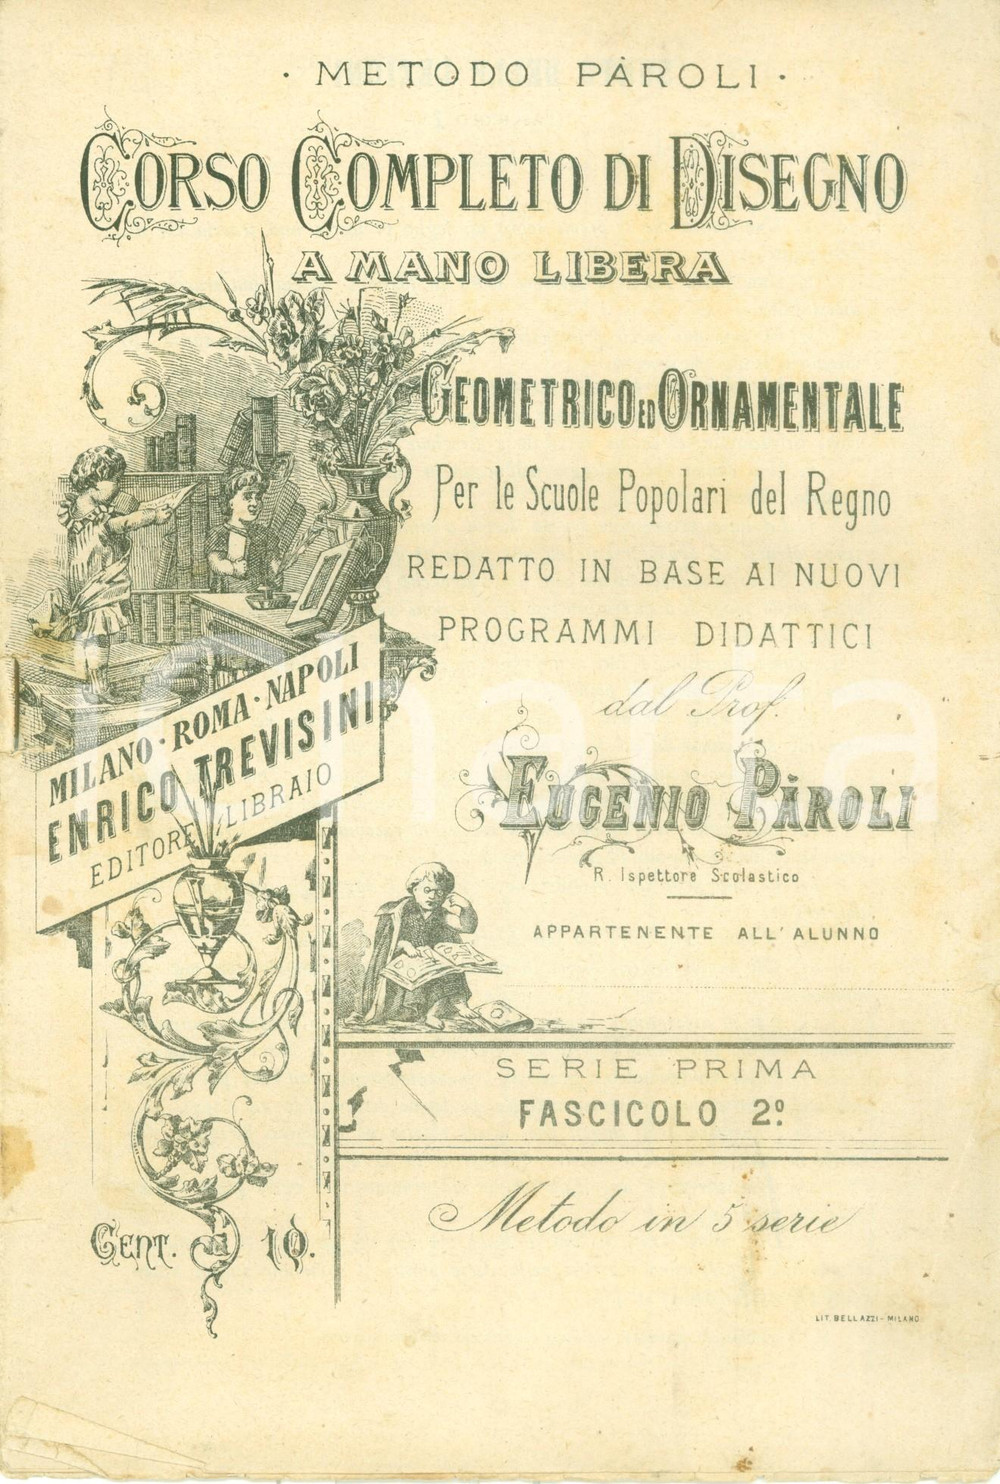 · METODO PÀROLI ·
CORSO COMPLETO DI DISEGNO
A MANO LIBERA
GEOMETRICO ED ORNAMENTALE
Per le Scuole Popolari del Regno
REDATTO IN BASE AI NUOVI
PROGRAMMI DIDATTICI
dal Prof.
EUGENIO PÀROLI
R. Ispettore Scolastico
APPARTENENTE ALL'ALUNNO
MILANO · ROMA · NAPOLI
ENRICO TREVISINI
EDITORE LIBRAIO
SERIE PRIMA
FASCICOLO 2º
Metodo in 5 serie
CENT. 10.
LIT. BELLAZZI - MILANO